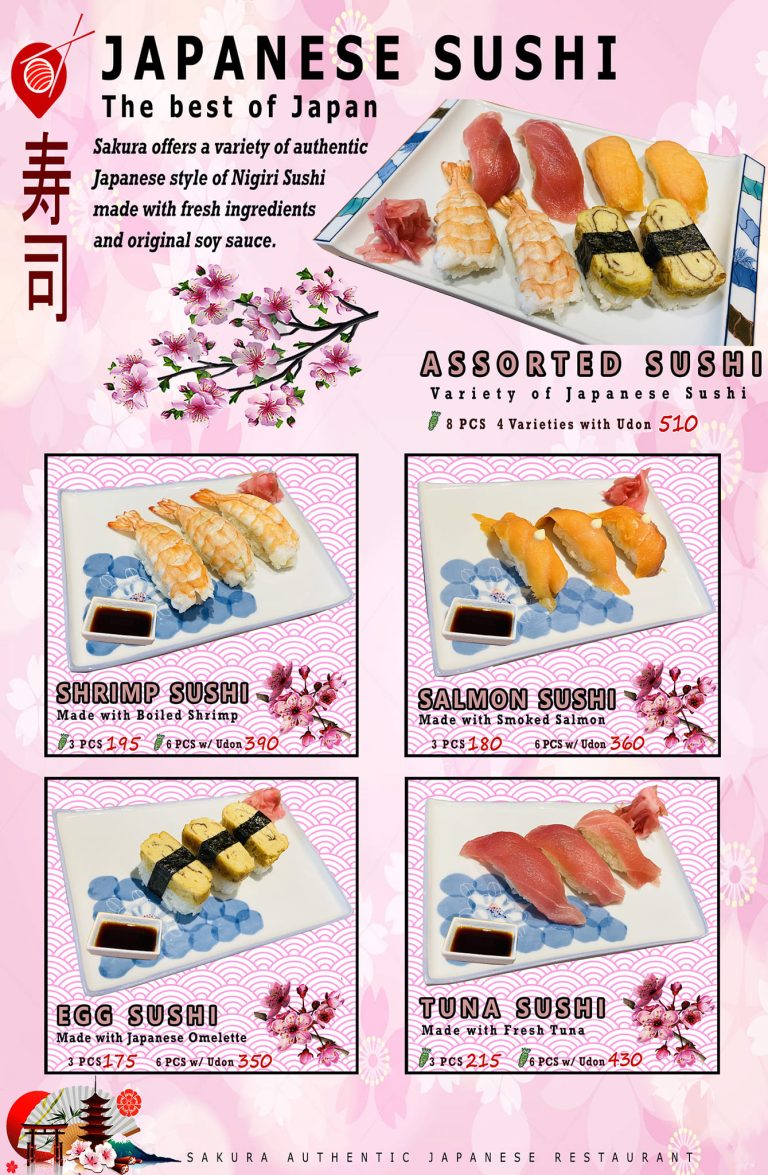 JAPANESE SUSHI
The best of Japan
寿司
Sakura offers a variety of authentic
Japanese style of Nigiri Sushi
made with fresh ingredients
and original soy sauce.
ASSORTED SUSHI
Variety of Japanese Sushi
8 PCS 4 Varieties with Udon 510
SHRIMP SUSHI
Made with Boiled Shrimp
3 PCS 195 6 PCS w/ Udon 390
SALMON SUSHI
Made with Smoked Salmon
3 PCS 180 6 PCS w/ Udon 360
EGG SUSHI
Made with Japanese Omelette
3 PCS 175 6 PCS w/ Udon 350
TUNA SUSHI
Made with Fresh Tuna
3 PCS 215 6 PCS w/ Udon 430
SAKURA AUTHENTIC JAPANESE RESTAURANT